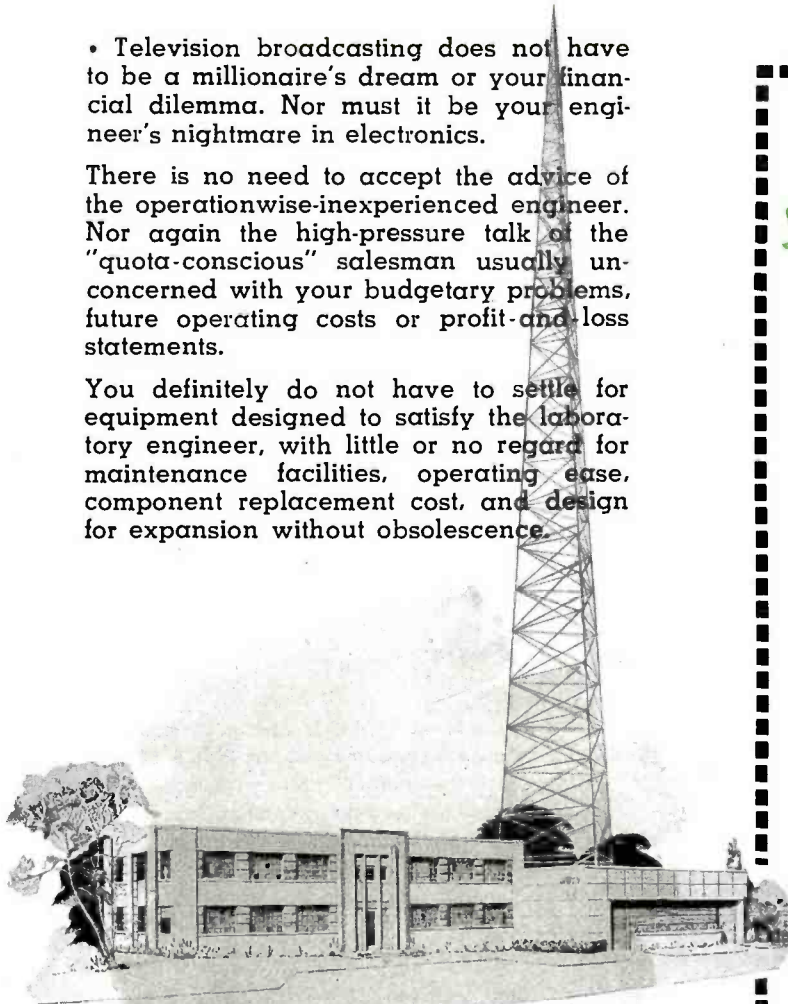 • Television broadcasting does not have
to be a millionaire's dream or your finan-
cial dilemma. Nor must it be your engi-
neer's nightmare in electronics.
There is no need to accept the advice of
the operationwise-inexperienced engineer.
Nor again the high-pressure talk of the
"quota-conscious" salesman usually un-
concerned with your budgetary problems,
future operating costs or profit-and-loss
statements.
You definitely do not have to settle for
equipment designed to satisfy the labora-
tory engineer, with little or no regard for
maintenance facilities, operating ease,
component replacement cost, and design
for expansion without obsolescence.